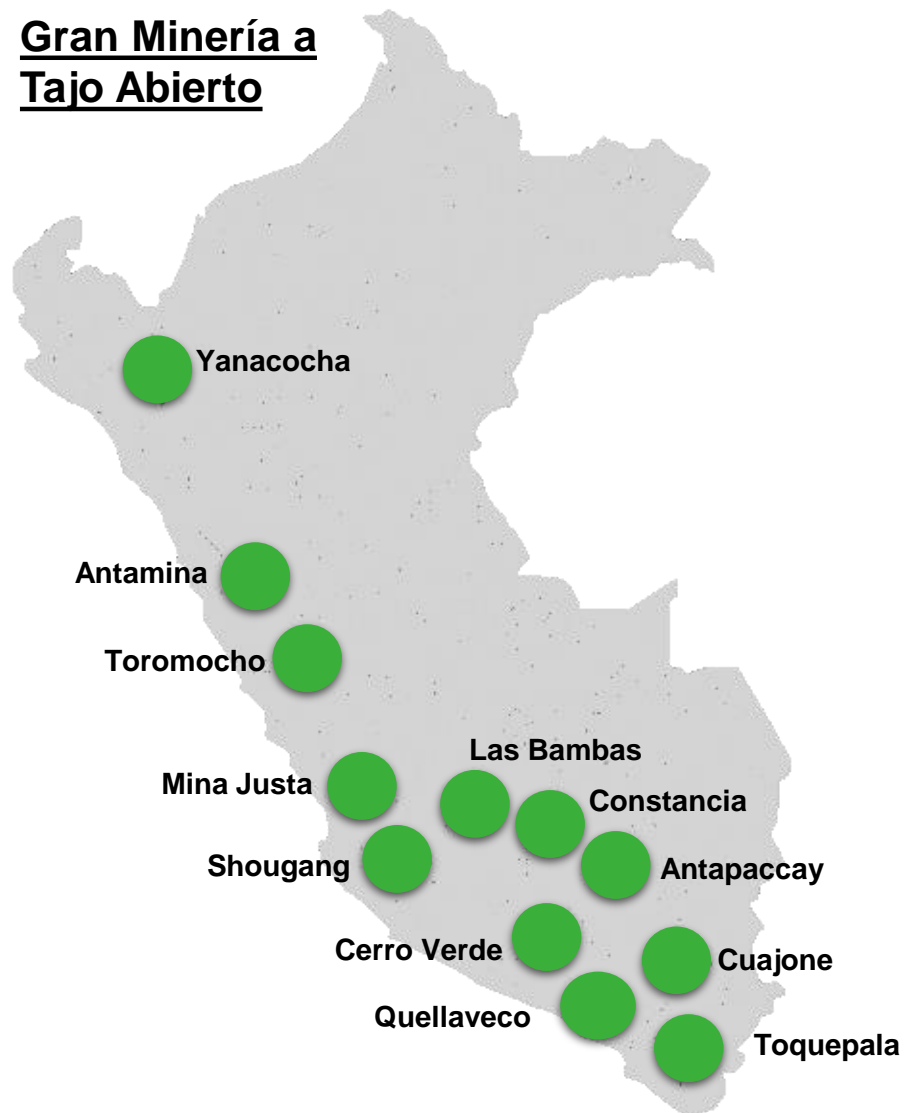 Gran Minería a
Tajo Abierto
Yanacocha
Antamina
Toromocho
Las Bambas
Mina Justa
Constancia
Shougang
Antapaccay
Cerro Verde
Cuajone
Quellaveco
Toquepala